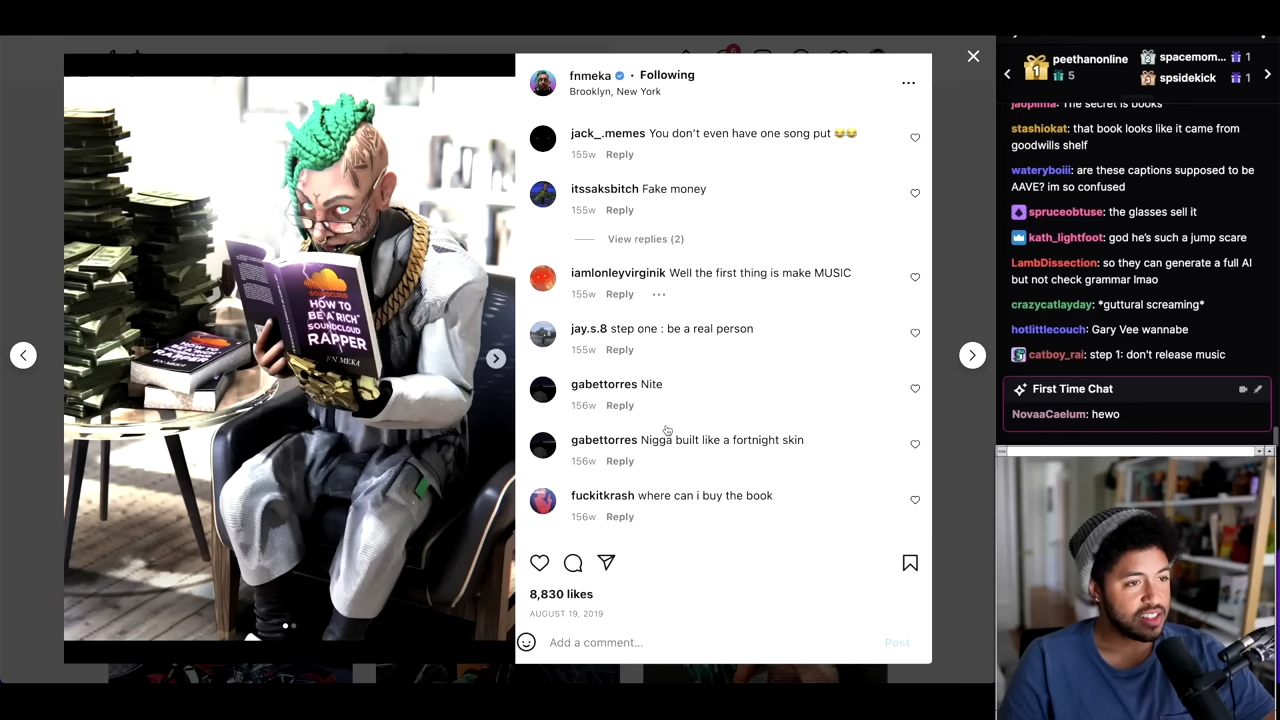 fnmeka • Following
Brooklyn, New York
jack_.memes You don't even have one song put 😂😂
155w Reply
itssaksbitch Fake money
155w Reply
View replies (2)
iamlonleyvirginik Well the first thing is make MUSIC
155w Reply
jay.s.8 step one : be a real person
155w Reply
gabettorres Nite
156w Reply
gabettorres Nigga built like a fortnight skin
156w Reply
fuckitkrash where can i buy the book
156w Reply
8,830 likes
AUGUST 19, 2019
Add a comment...
Post
SOUNDCLOUD
HOW TO
BE A "RICH"
SOUNDCLOUD
RAPPER
FN MEKA
1 peethanonline
5
2 spacemom... 1
3 spsidekick 1
jaoplima: The secret is books
stashiokat: that book looks like it came from
goodwills shelf
wateryboiii: are these captions supposed to be
AAVE? im so confused
spruceobtuse: the glasses sell it
kath_lightfoot: god he's such a jump scare
LambDissection: so they can generate a full AI
but not check grammar lmao
crazycatlayday: *guttural screaming*
hotlittlecouch: Gary Vee wannabe
catboy_rai: step 1: don't release music
First Time Chat
NovaaCaelum: hewo